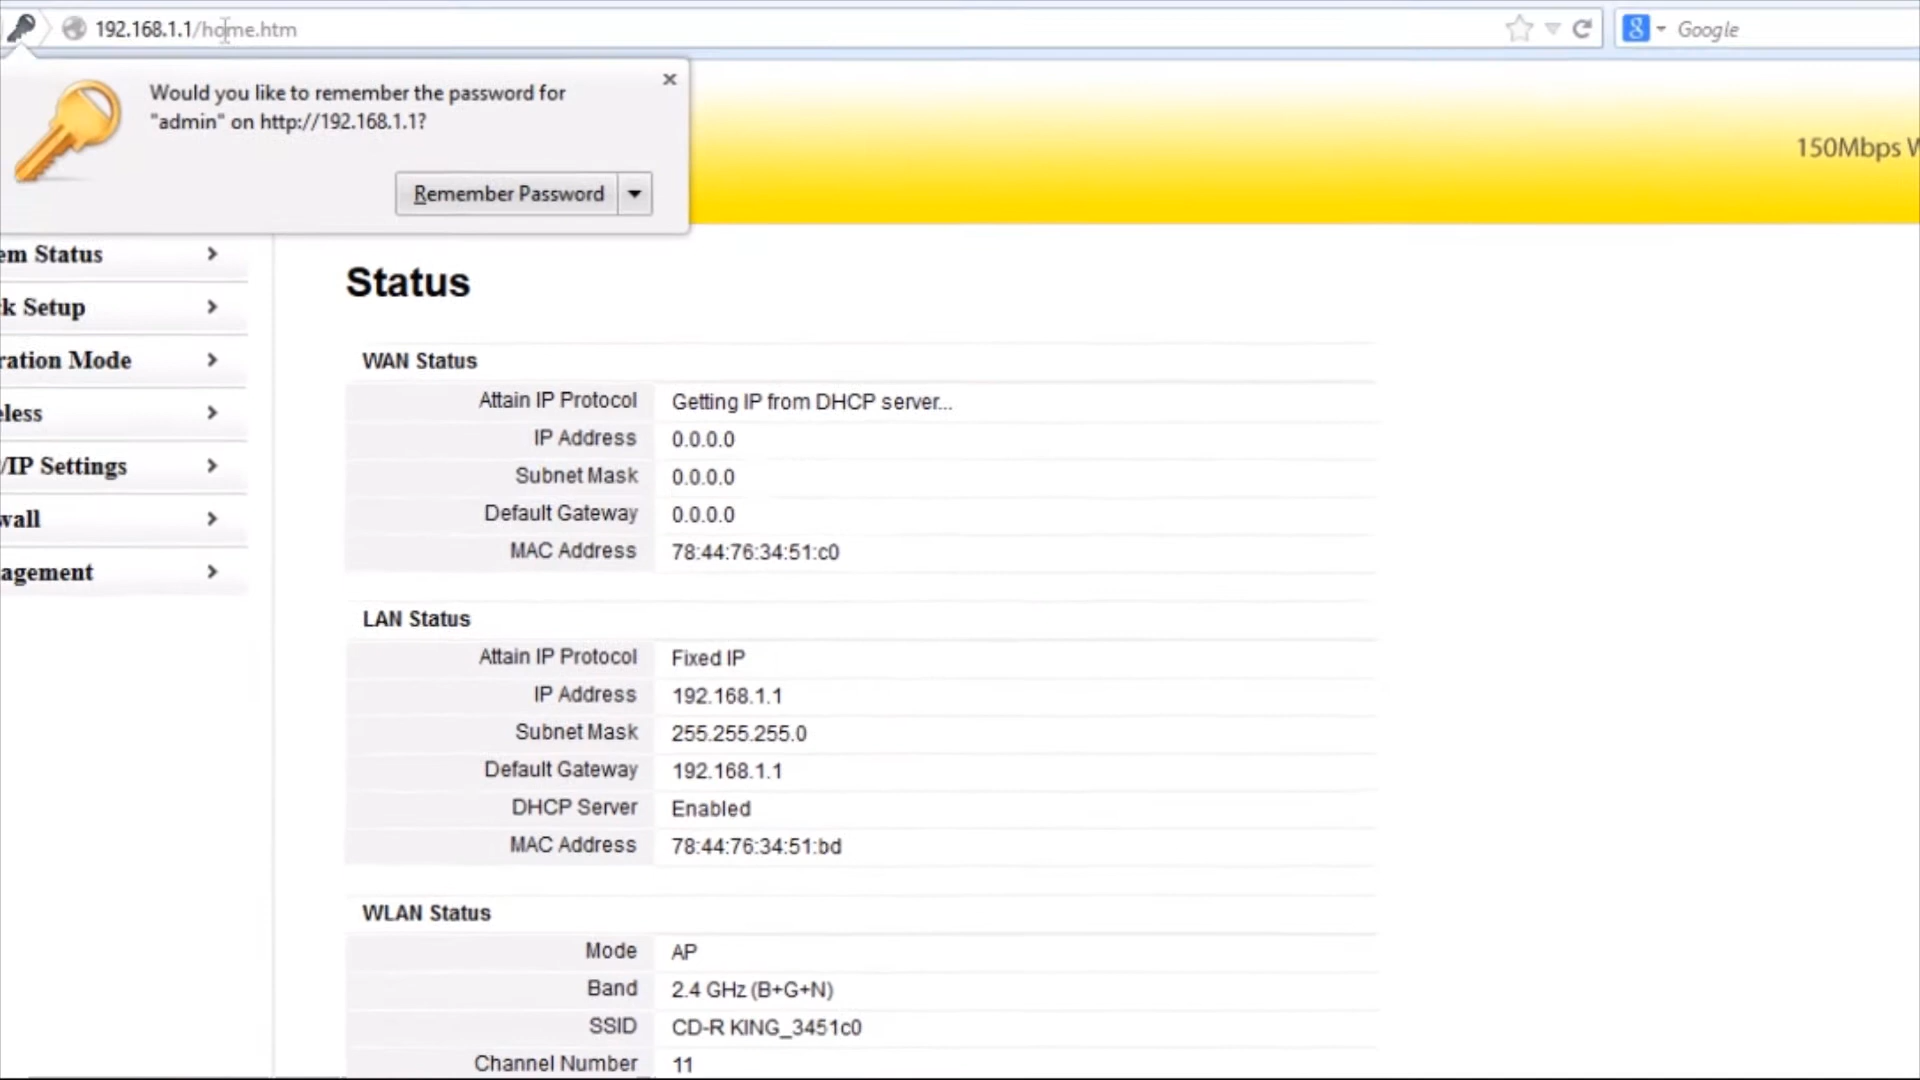 192.168.1.1/home.htm
Google
Would you like to remember the password for
"admin" on http://192.168.1.1?
Remember Password
150Mbps W
em Status
k Setup
ration Mode
eless
/IP Settings
wall
agement
Status
WAN Status
Attain IP Protocol Getting IP from DHCP server...
IP Address 0.0.0.0
Subnet Mask 0.0.0.0
Default Gateway 0.0.0.0
MAC Address 78:44:76:34:51:c0
LAN Status
Attain IP Protocol Fixed IP
IP Address 192.168.1.1
Subnet Mask 255.255.255.0
Default Gateway 192.168.1.1
DHCP Server Enabled
MAC Address 78:44:76:34:51:bd
WLAN Status
Mode AP
Band 2.4 GHz (B+G+N)
SSID CD-R KING_3451c0
Channel Number 11